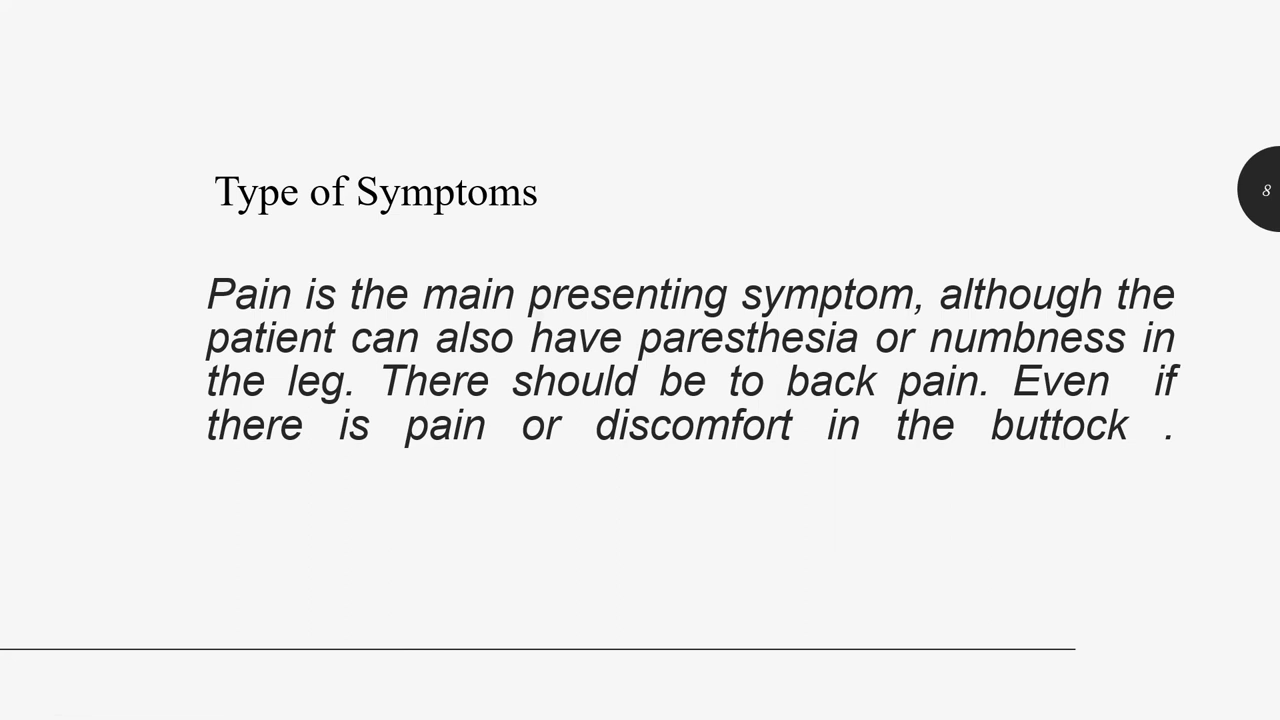 Type of Symptoms
8
Pain is the main presenting symptom, although the
patient can also have paresthesia or numbness in
the leg. There should be to back pain. Even if
there is pain or discomfort in the buttock .